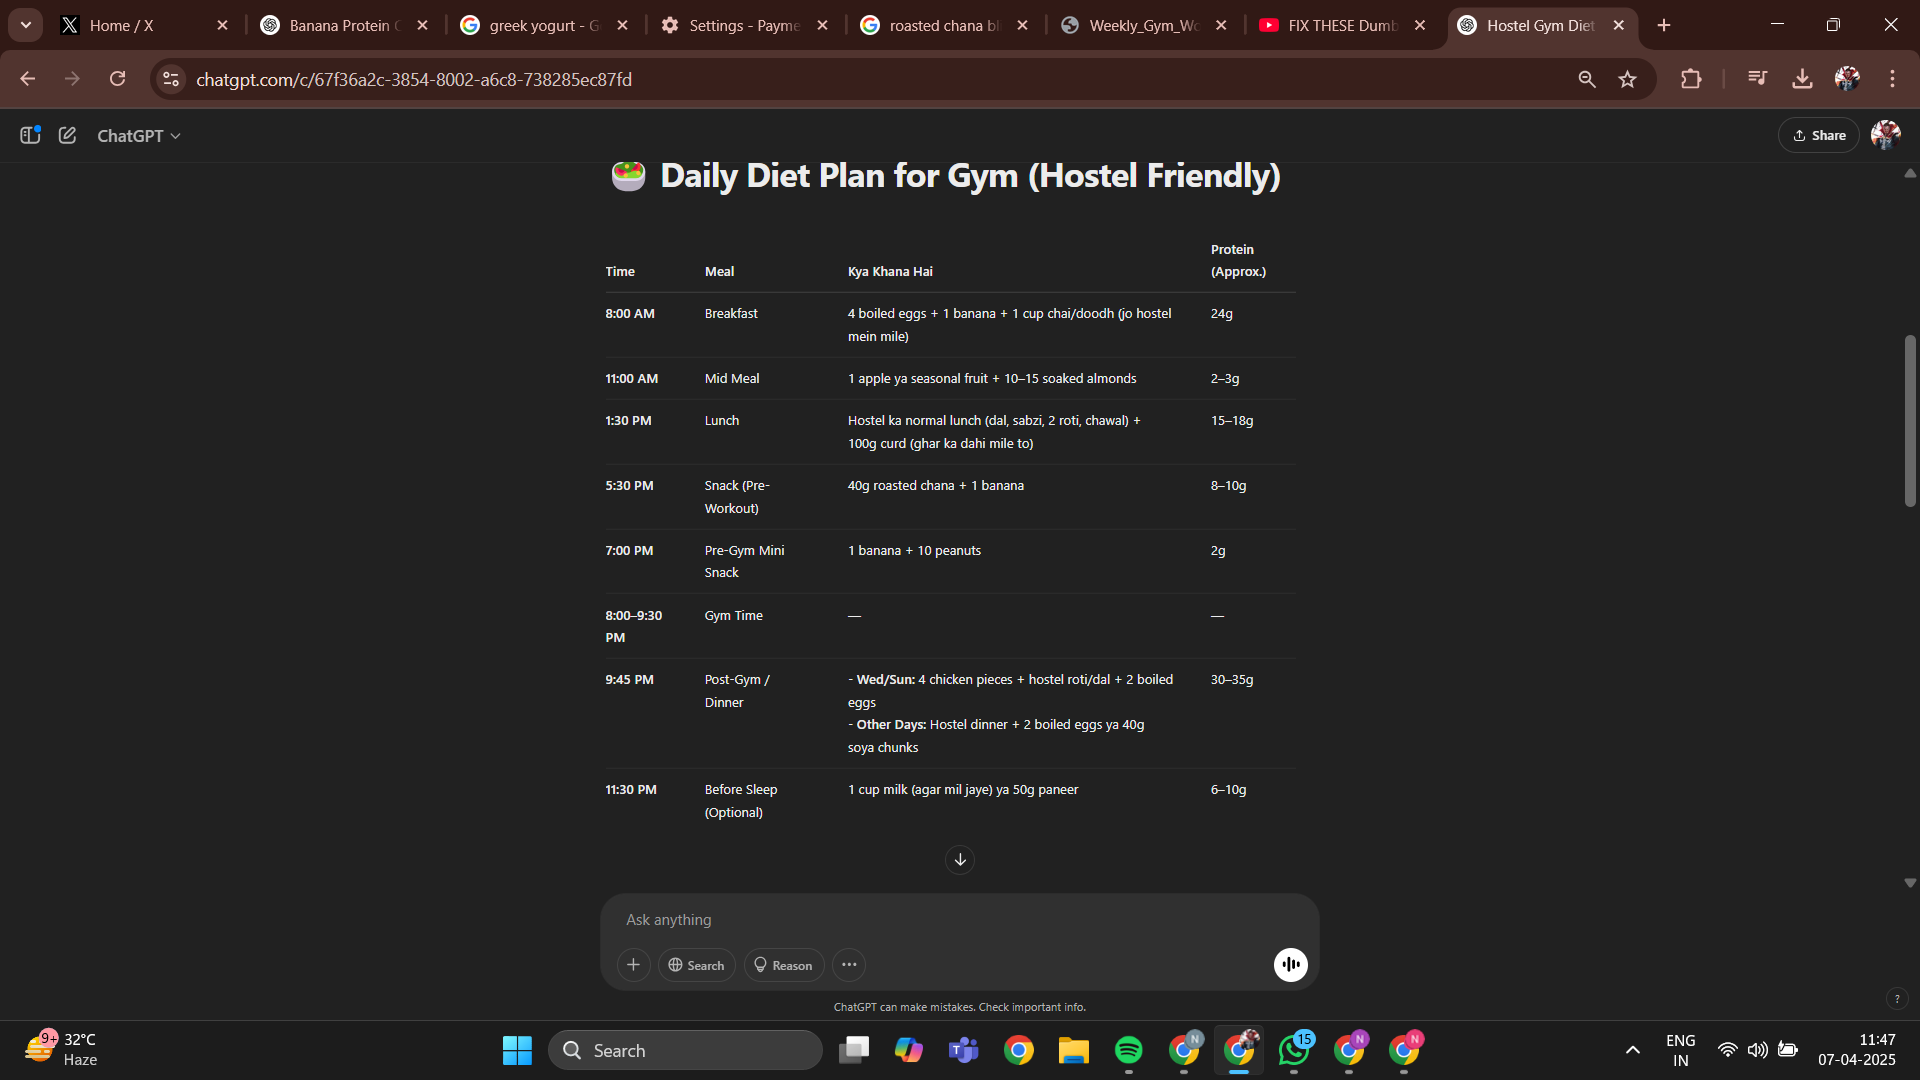 Home / X
Banana Protein C
greek yogurt - G
Settings - Payme
roasted chana bl
Weekly_Gym_Wo
FIX THESE Dumb
Hostel Gym Diet
chatgpt.com/c/67f36a2c-3854-8002-a6c8-738285ec87fd
ChatGPT
Share
Daily Diet Plan for Gym (Hostel Friendly)
Time Meal Kya Khana Hai Protein (Approx.)
8:00 AM Breakfast 4 boiled eggs + 1 banana + 1 cup chai/doodh (jo hostel
mein mile) 24g
11:00 AM Mid Meal 1 apple ya seasonal fruit + 10–15 soaked almonds 2–3g
1:30 PM Lunch Hostel ka normal lunch (dal, sabzi, 2 roti, chawal) +
100g curd (ghar ka dahi mile to) 15–18g
5:30 PM Snack (Pre-Workout) 40g roasted chana + 1 banana 8–10g
7:00 PM Pre-Gym Mini Snack 1 banana + 10 peanuts 2g
8:00–9:30 PM Gym Time — —
9:45 PM Post-Gym / Dinner - Wed/Sun: 4 chicken pieces + hostel roti/dal + 2 boiled
eggs
- Other Days: Hostel dinner + 2 boiled eggs ya 40g
soya chunks 30–35g
11:30 PM Before Sleep (Optional) 1 cup milk (agar mil jaye) ya 50g paneer 6–10g
Ask anything
Search
Reason
ChatGPT can make mistakes. Check important info.
?
9+
32°C
Haze
Search
N
15
N
N
ENG
IN
11:47
07-04-2025